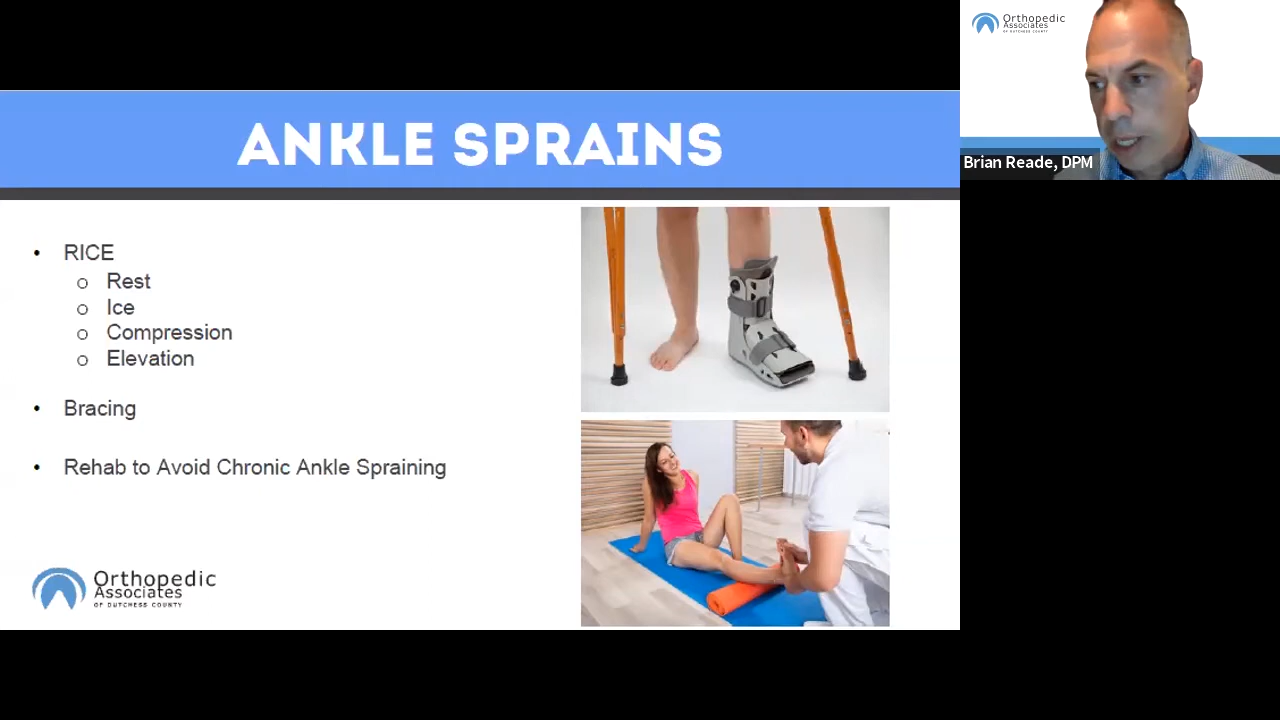 ANKLE SPRAINS
• RICE
o Rest
o Ice
o Compression
o Elevation
• Bracing
• Rehab to Avoid Chronic Ankle Spraining
Orthopedic
Associates
OF DUTCHESS COUNTY
Orthopedic
Associates
OF DUTCHESS COUNTY
Brian Reade, DPM